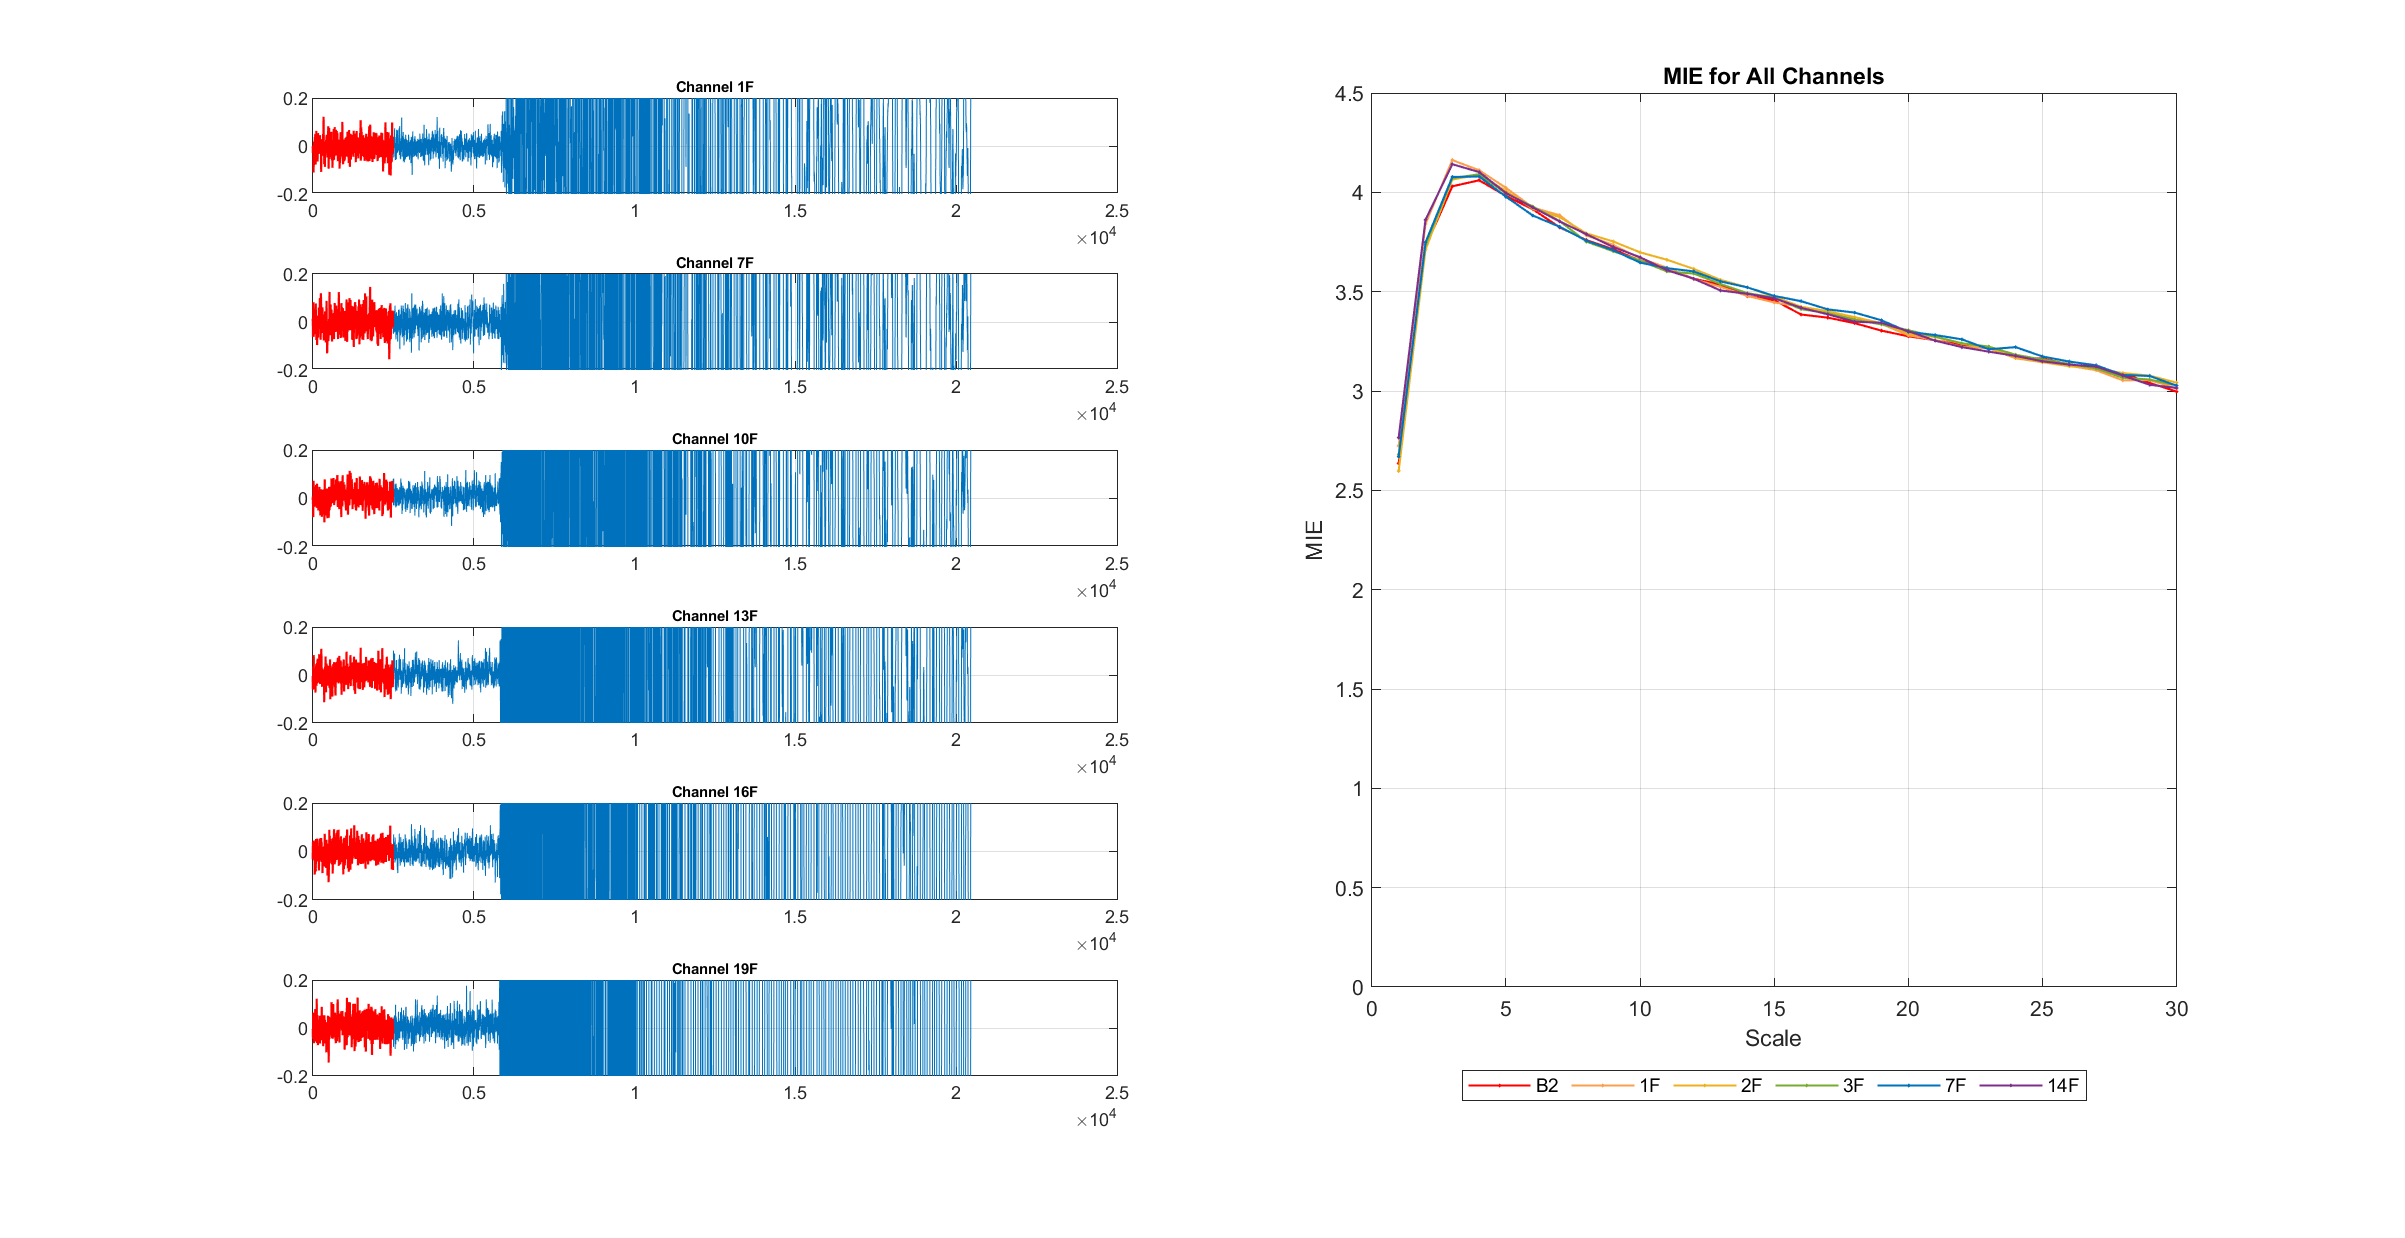 Channel 1F
0.2
0
-0.2
0 0.5 1 1.5 2 2.5
×10^4
Channel 7F
0.2
0
-0.2
0 0.5 1 1.5 2 2.5
×10^4
Channel 10F
0.2
0
-0.2
0 0.5 1 1.5 2 2.5
×10^4
Channel 13F
0.2
0
-0.2
0 0.5 1 1.5 2 2.5
×10^4
Channel 16F
0.2
0
-0.2
0 0.5 1 1.5 2 2.5
×10^4
Channel 19F
0.2
0
-0.2
0 0.5 1 1.5 2 2.5
×10^4
MIE for All Channels
4.5
4
3.5
3
2.5
2
1.5
1
0.5
0
MIE
0 5 10 15 20 25 30
Scale
B2 1F 2F 3F 7F 14F